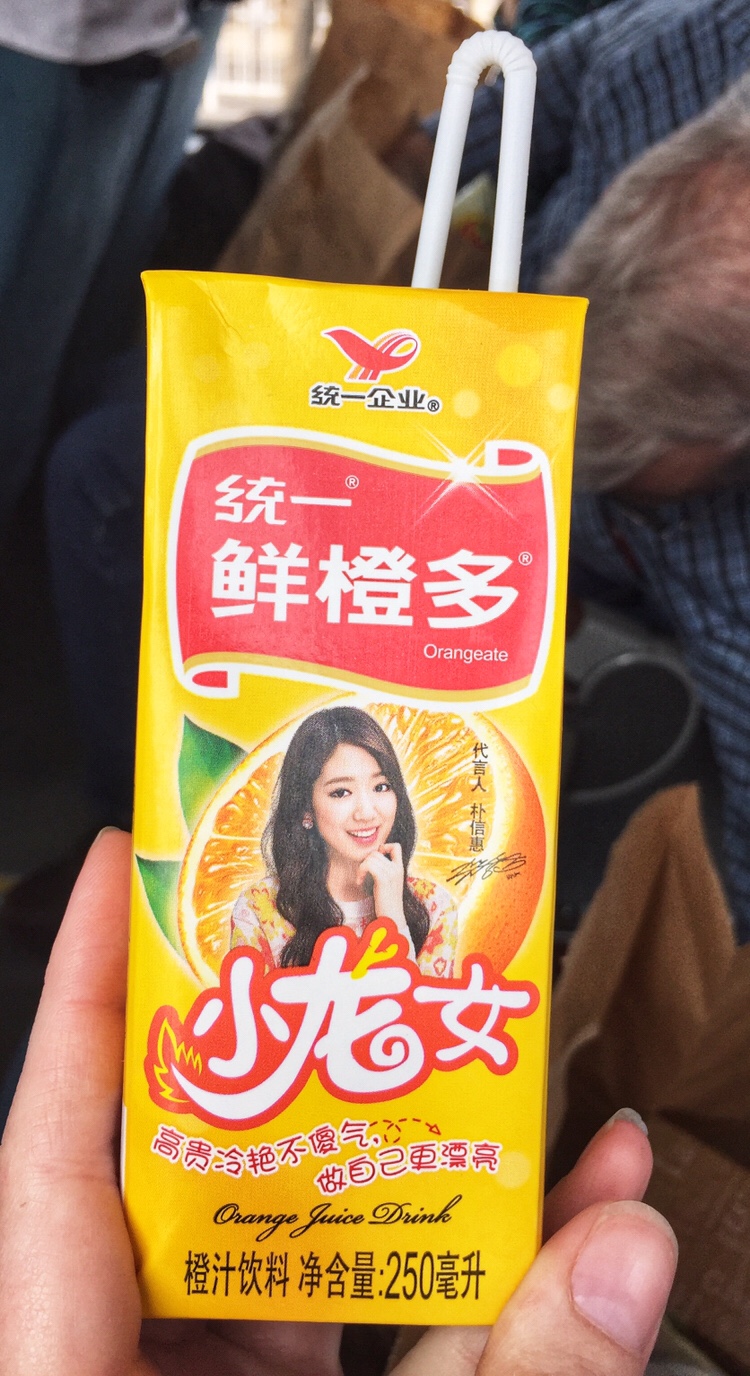 统一企业®
统一®
鲜橙多®
Orangeate
代言人 朴信惠
小龙女
高贵冷艳不傻气,
做自己更漂亮
Orange Juice Drink
橙汁饮料 净含量:250毫升